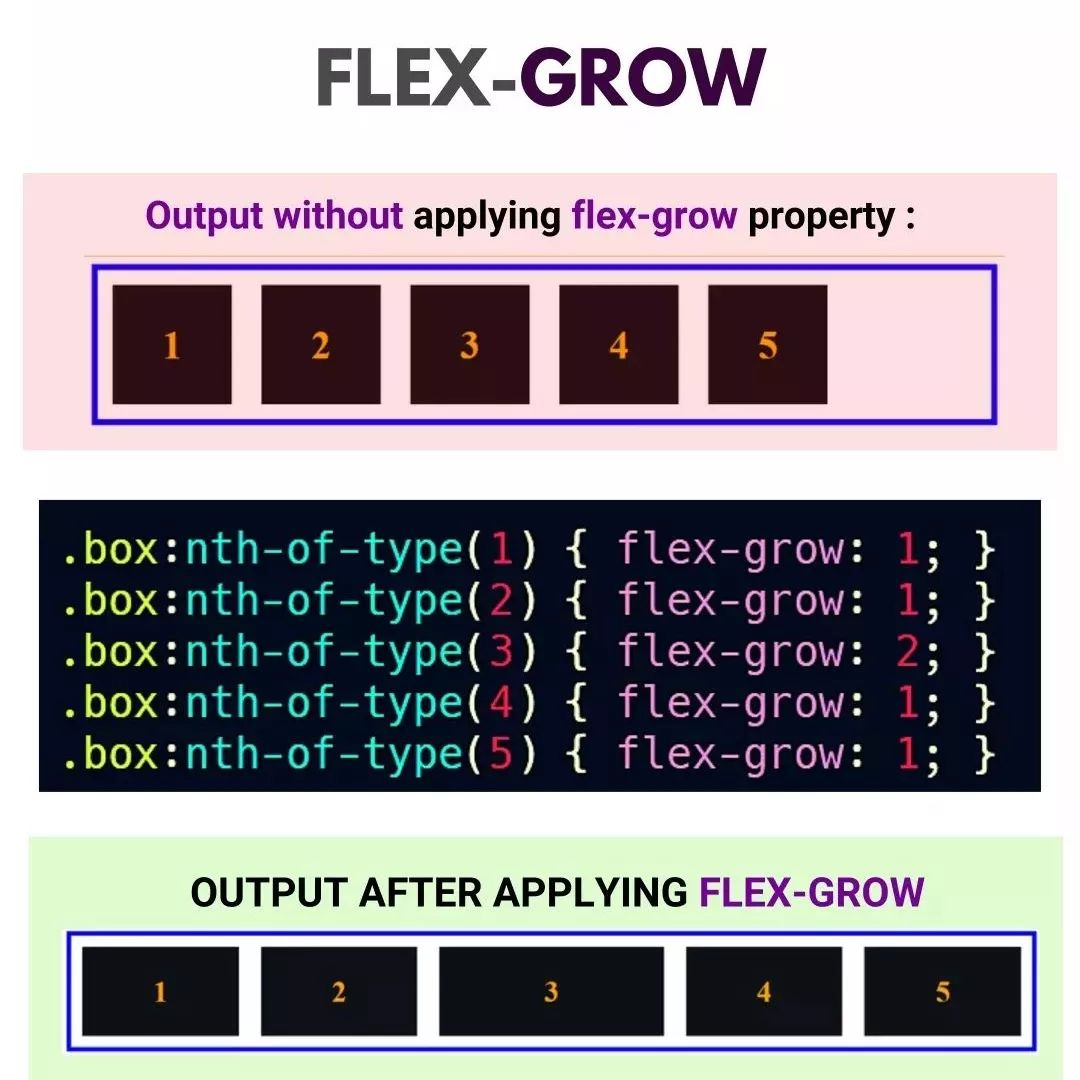 FLEX-GROW
Output without applying flex-grow property :
1 2 3 4 5
.box:nth-of-type(1) { flex-grow: 1; }
.box:nth-of-type(2) { flex-grow: 1; }
.box:nth-of-type(3) { flex-grow: 2; }
.box:nth-of-type(4) { flex-grow: 1; }
.box:nth-of-type(5) { flex-grow: 1; }
OUTPUT AFTER APPLYING FLEX-GROW
1 2 3 4 5